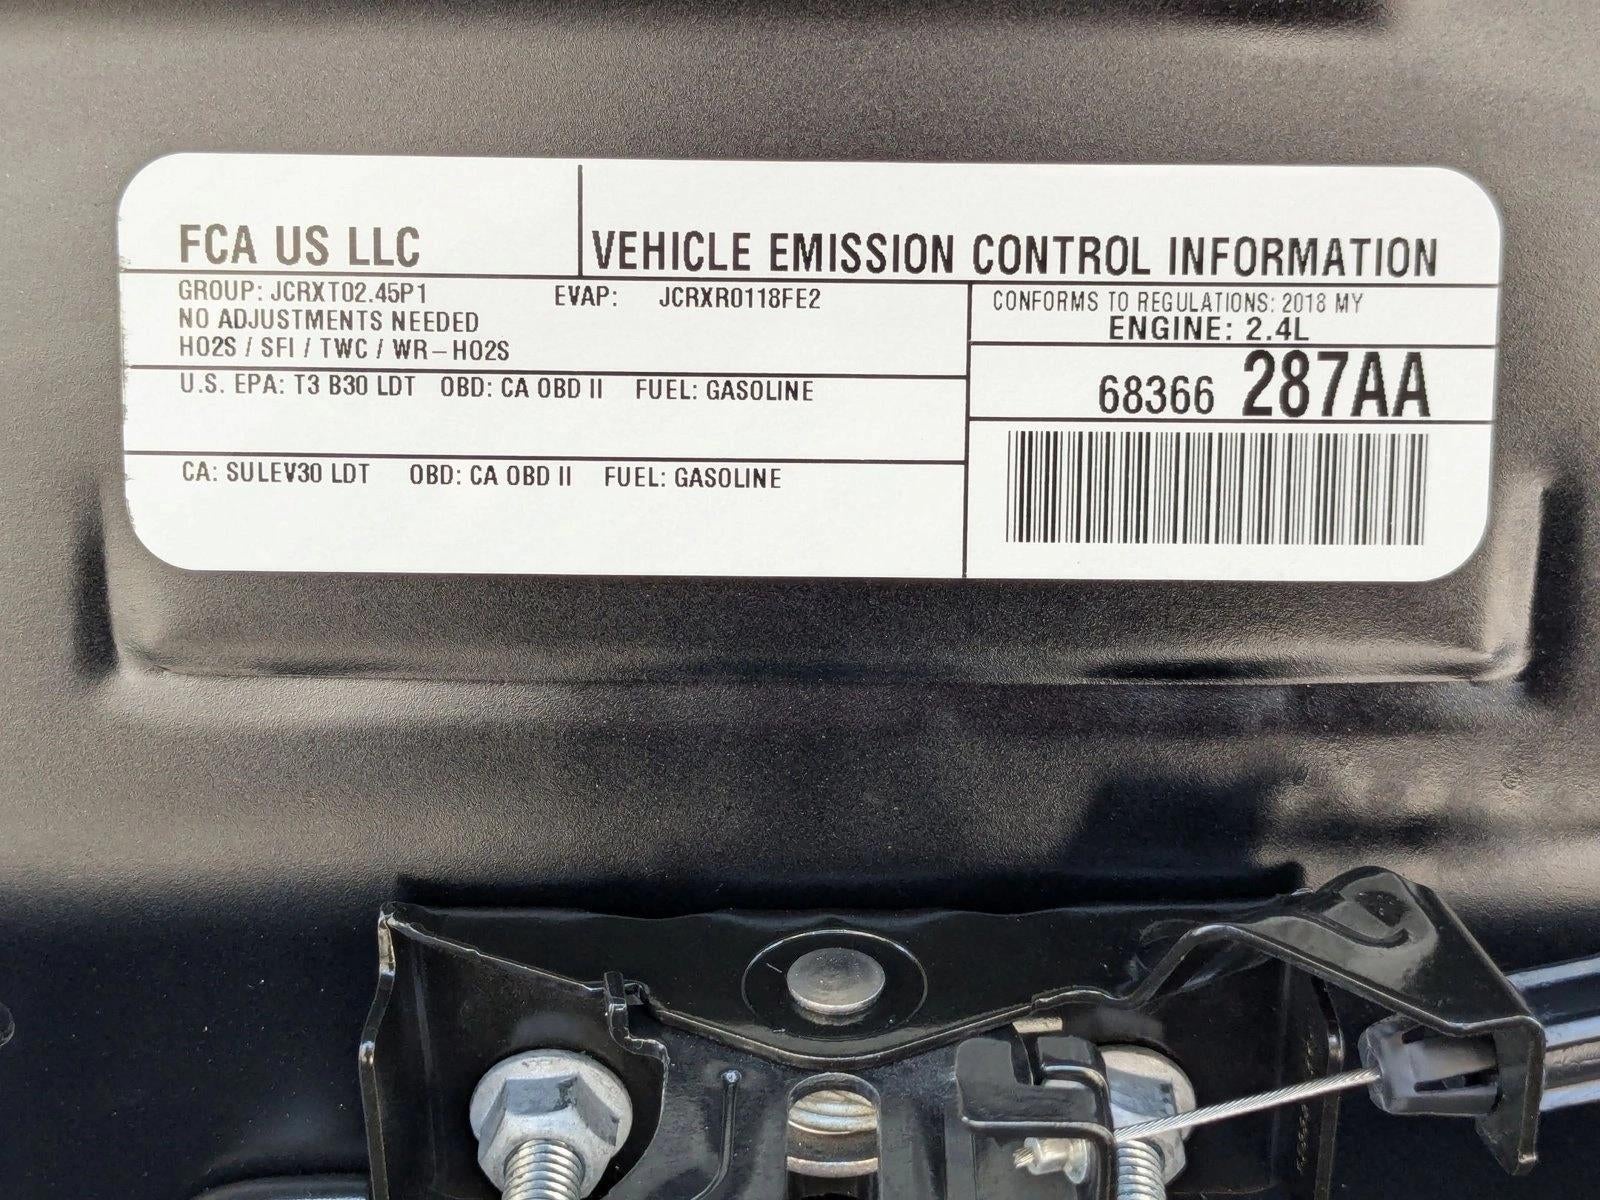 FCA US LLC
VEHICLE EMISSION CONTROL INFORMATION
GROUP: JCRXT02.45P1 EVAP: JCRXR0118FE2
NO ADJUSTMENTS NEEDED
HO2S / SFI / TWC / WR-HO2S
U.S. EPA: T3 B30 LDT OBD: CA OBD II FUEL: GASOLINE
CA: SULEV30 LDT OBD: CA OBD II FUEL: GASOLINE
CONFORMS TO REGULATIONS: 2018 MY
ENGINE: 2.4L
68366 287AA